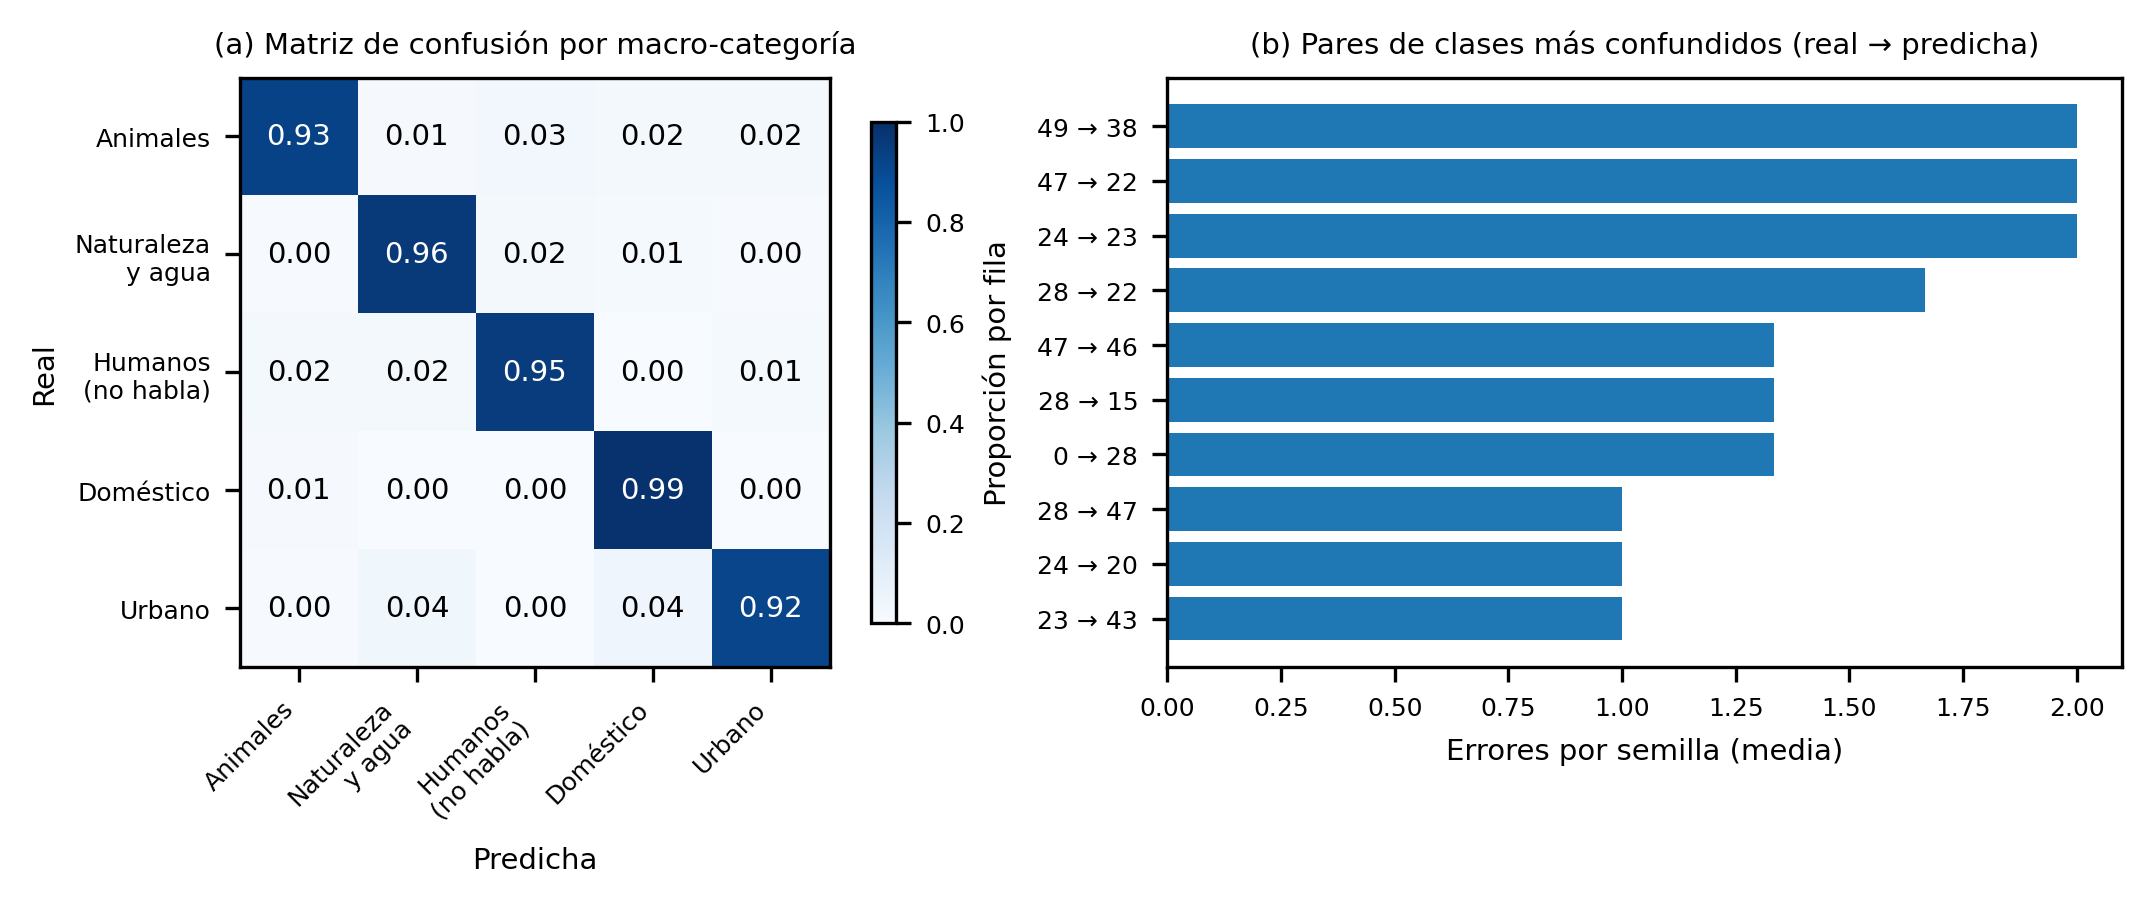 (a) Matriz de confusión por macro-categoría
Real
Animales
0.93 0.01 0.03 0.02 0.02
Naturaleza
y agua
0.00 0.96 0.02 0.01 0.00
Humanos
(no habla)
0.02 0.02 0.95 0.00 0.01
Doméstico
0.01 0.00 0.00 0.99 0.00
Urbano
0.00 0.04 0.00 0.04 0.92
Animales
Naturaleza
y agua
Humanos
(no habla)
Doméstico
Urbano
Predicha
1.0
0.8
0.6
0.4
0.2
0.0
Proporción por fila
(b) Pares de clases más confundidos (real → predicha)
49 → 38
47 → 22
24 → 23
28 → 22
47 → 46
28 → 15
0 → 28
28 → 47
24 → 20
23 → 43
0.00 0.25 0.50 0.75 1.00 1.25 1.50 1.75 2.00
Errores por semilla (media)